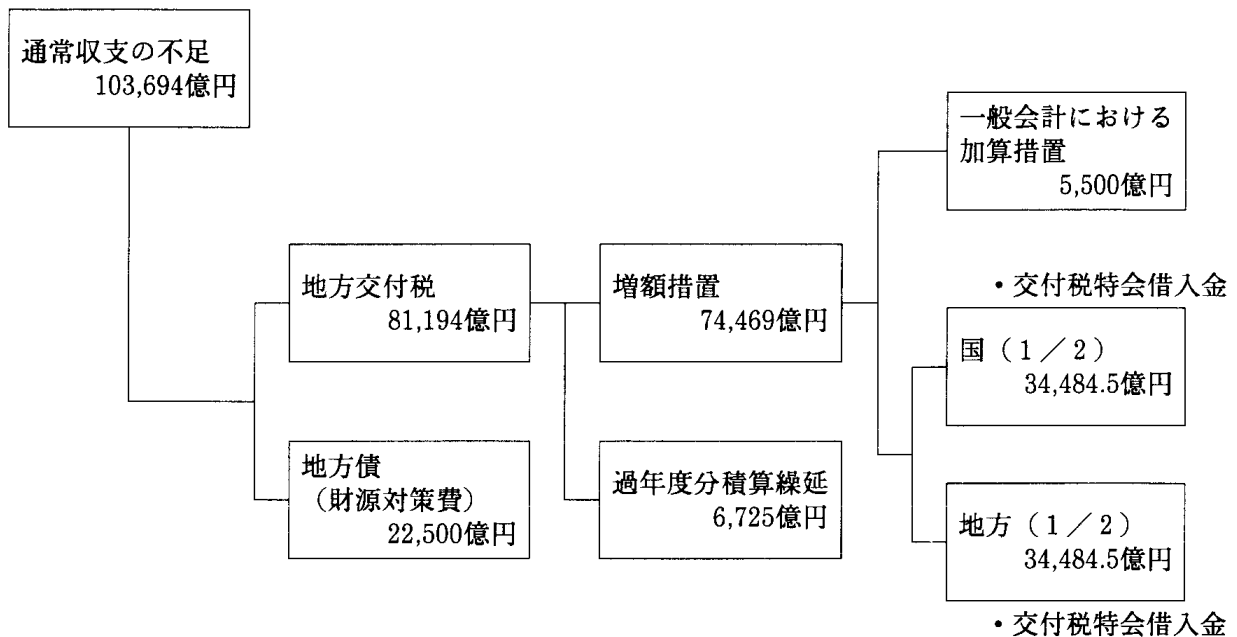 通常収支の不足
103,694億円
地方交付税
81,194億円
地方債
（財源対策費）
22,500億円
増額措置
74,469億円
過年度分積算繰延
6,725億円
一般会計における
加算措置
5,500億円
・交付税特会借入金
国（1／2）
34,484.5億円
地方（1／2）
34,484.5億円
・交付税特会借入金